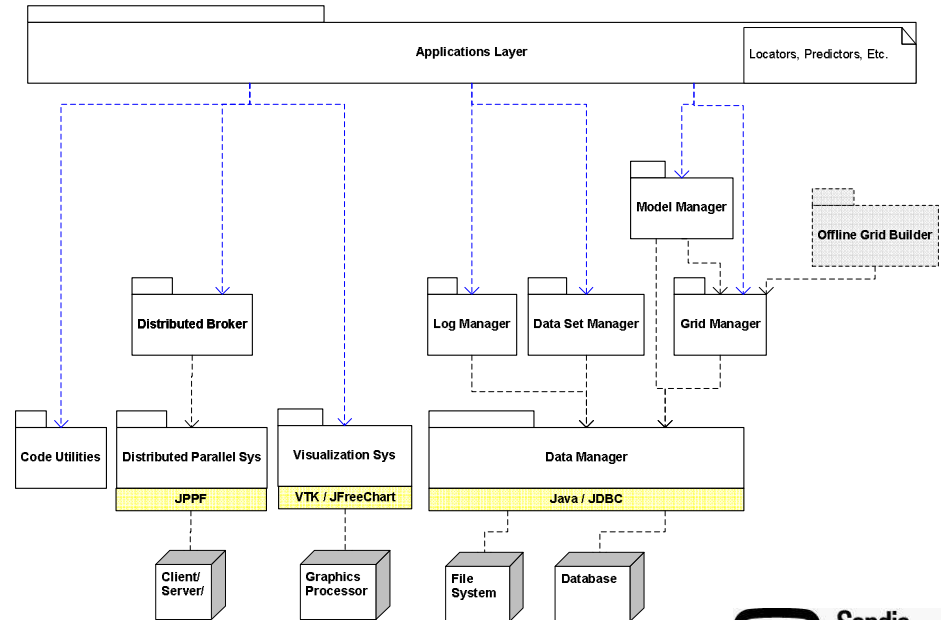 Applications Layer
Locators, Predictors, Etc.
Model Manager
Offline Grid Builder
Distributed Broker
Log Manager
Data Set Manager
Grid Manager
Code Utilities
Distributed Parallel Sys
Visualization Sys
Data Manager
JPPF
VTK / JFreeChart
Java / JDBC
Client/
Server/
Graphics
Processor
File
System
Database